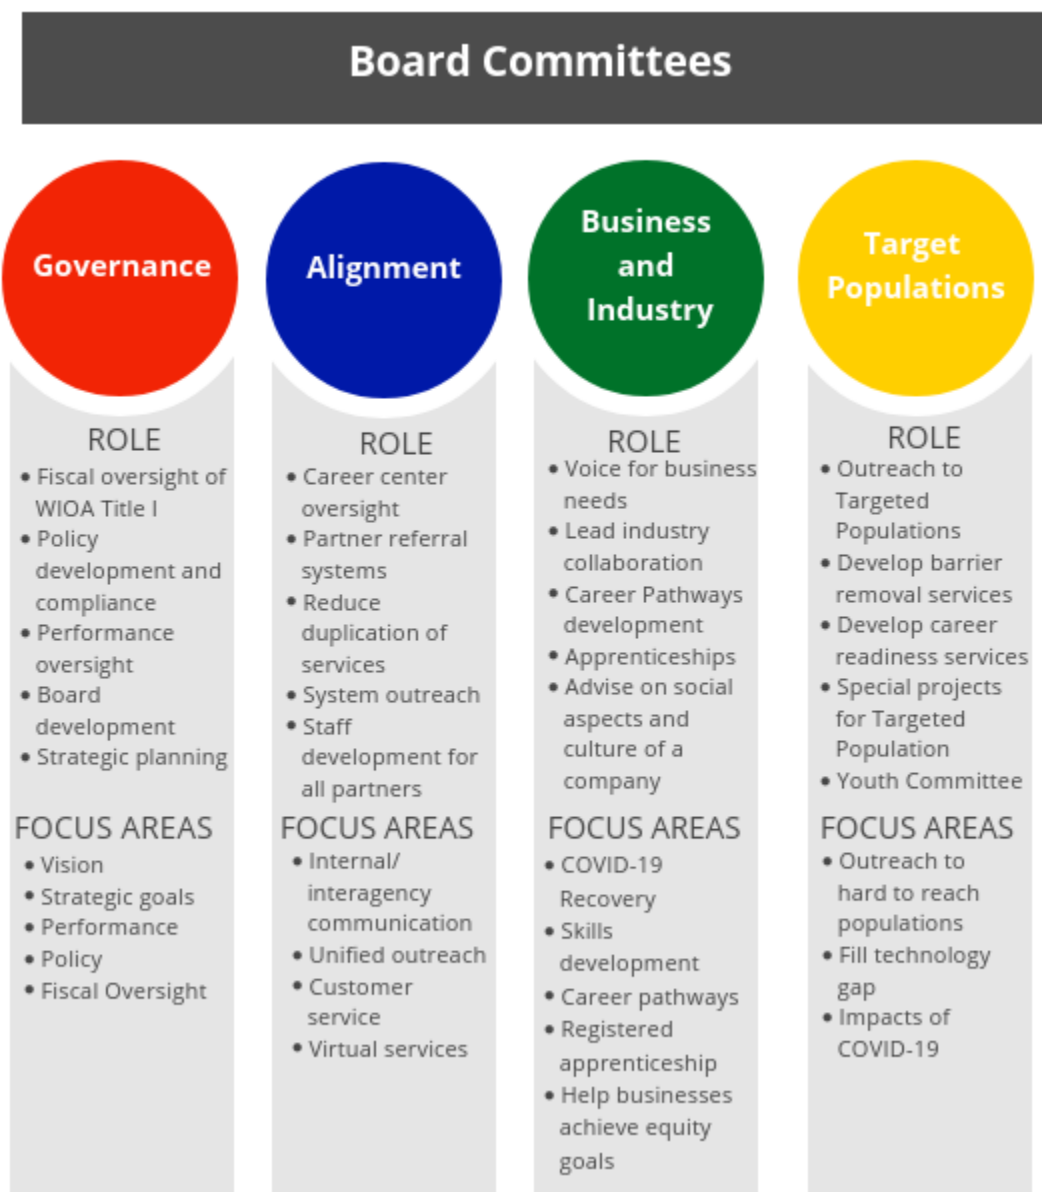 Board Committees
Governance
ROLE
• Fiscal oversight of
WIOA Title I
• Policy
development and
compliance
• Performance
oversight
• Board
development
• Strategic planning
FOCUS AREAS
• Vision
• Strategic goals
• Performance
• Policy
• Fiscal Oversight
Alignment
ROLE
• Career center
oversight
• Partner referral
systems
• Reduce
duplication of
services
• System outreach
• Staff
development for
all partners
FOCUS AREAS
• Internal/
interagency
communication
• Unified outreach
• Customer
service
• Virtual services
Business
and
Industry
ROLE
• Voice for business
needs
• Lead industry
collaboration
• Career Pathways
development
• Apprenticeships
• Advise on social
aspects and
culture of a
company
FOCUS AREAS
• COVID-19
Recovery
• Skills
development
• Career pathways
• Registered
apprenticeship
• Help businesses
achieve equity
goals
Target
Populations
ROLE
• Outreach to
Targeted
Populations
• Develop barrier
removal services
• Develop career
readiness services
• Special projects
for Targeted
Population
• Youth Committee
FOCUS AREAS
• Outreach to
hard to reach
populations
• Fill technology
gap
• Impacts of
COVID-19